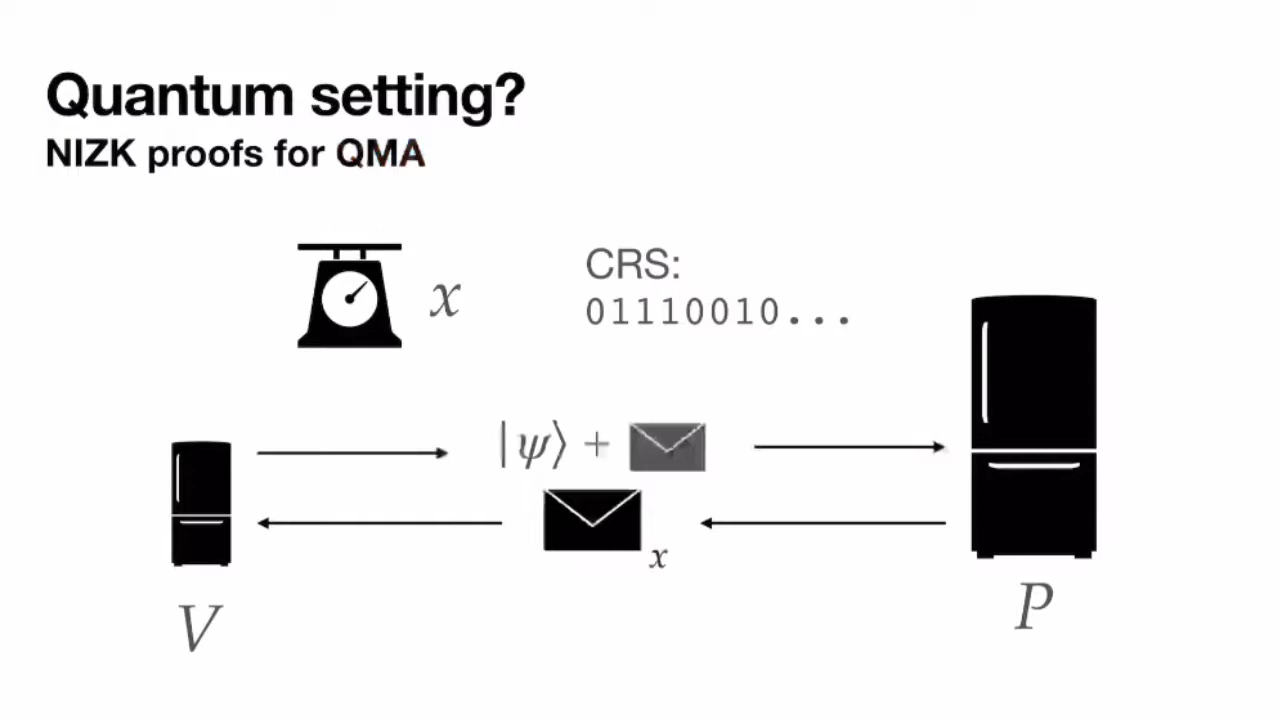 Quantum setting?
NIZK proofs for QMA
x
CRS:
01110010...
|ψ⟩ +
x
V
P